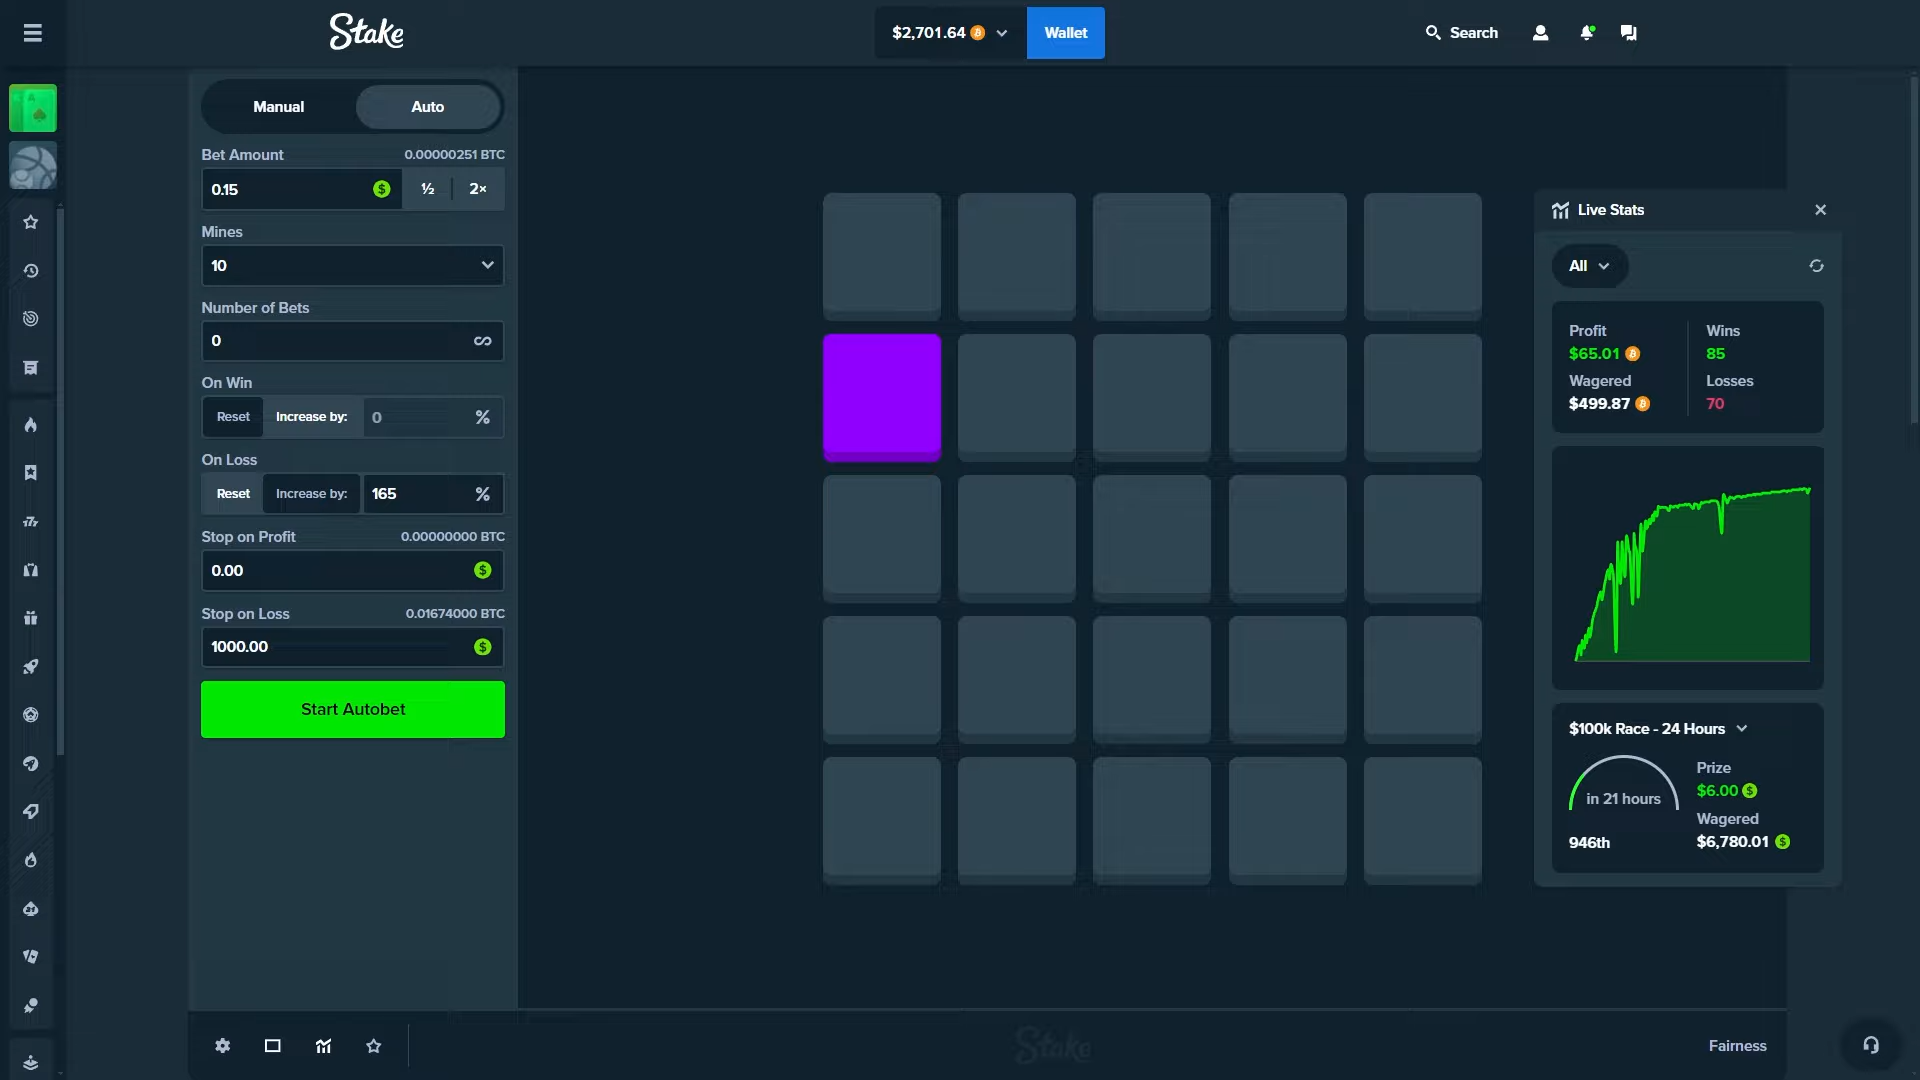 Stake
$2,701.64
Wallet
Search
Manual
Auto
Bet Amount
0.00000251 BTC
0.15
½
2×
Mines
10
Number of Bets
0
∞
On Win
Reset
Increase by:
0
%
On Loss
Reset
Increase by:
165
%
Stop on Profit
0.00000000 BTC
0.00
Stop on Loss
0.01674000 BTC
1000.00
Start Autobet
Live Stats
All
Profit
$65.01
Wins
85
Wagered
$499.87
Losses
70
$100k Race - 24 Hours
in 21 hours
946th
Prize
$6.00
Wagered
$6,780.01
Stake
Fairness